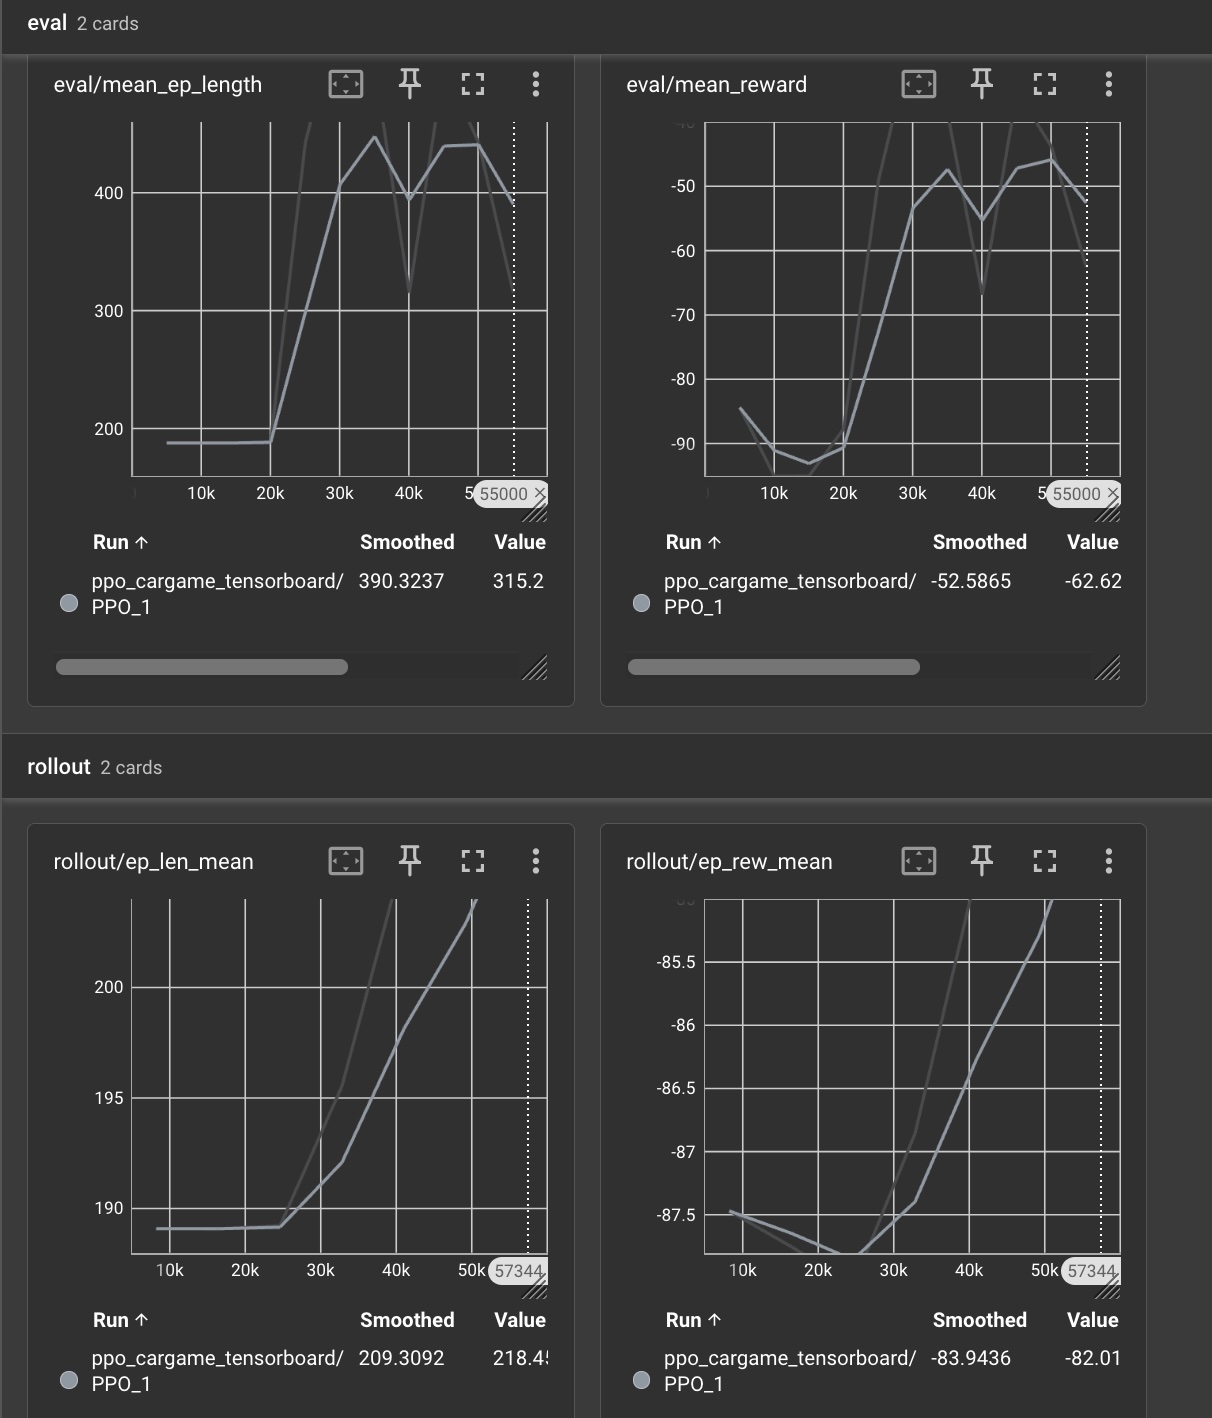 eval 2 cards
eval/mean_ep_length
400
300
200
10k 20k 30k 40k 5 55000 ×
Run ↑ Smoothed Value
ppo_cargame_tensorboard/ 390.3237 315.2
PPO_1
eval/mean_reward
-50
-60
-70
-80
-90
10k 20k 30k 40k 5 55000 ×
Run ↑ Smoothed Value
ppo_cargame_tensorboard/ -52.5865 -62.62
PPO_1
rollout 2 cards
rollout/ep_len_mean
200
195
190
10k 20k 30k 40k 50k 57344
Run ↑ Smoothed Value
ppo_cargame_tensorboard/ 209.3092 218.45
PPO_1
rollout/ep_rew_mean
-85.5
-86
-86.5
-87
-87.5
10k 20k 30k 40k 50k 57344
Run ↑ Smoothed Value
ppo_cargame_tensorboard/ -83.9436 -82.01
PPO_1